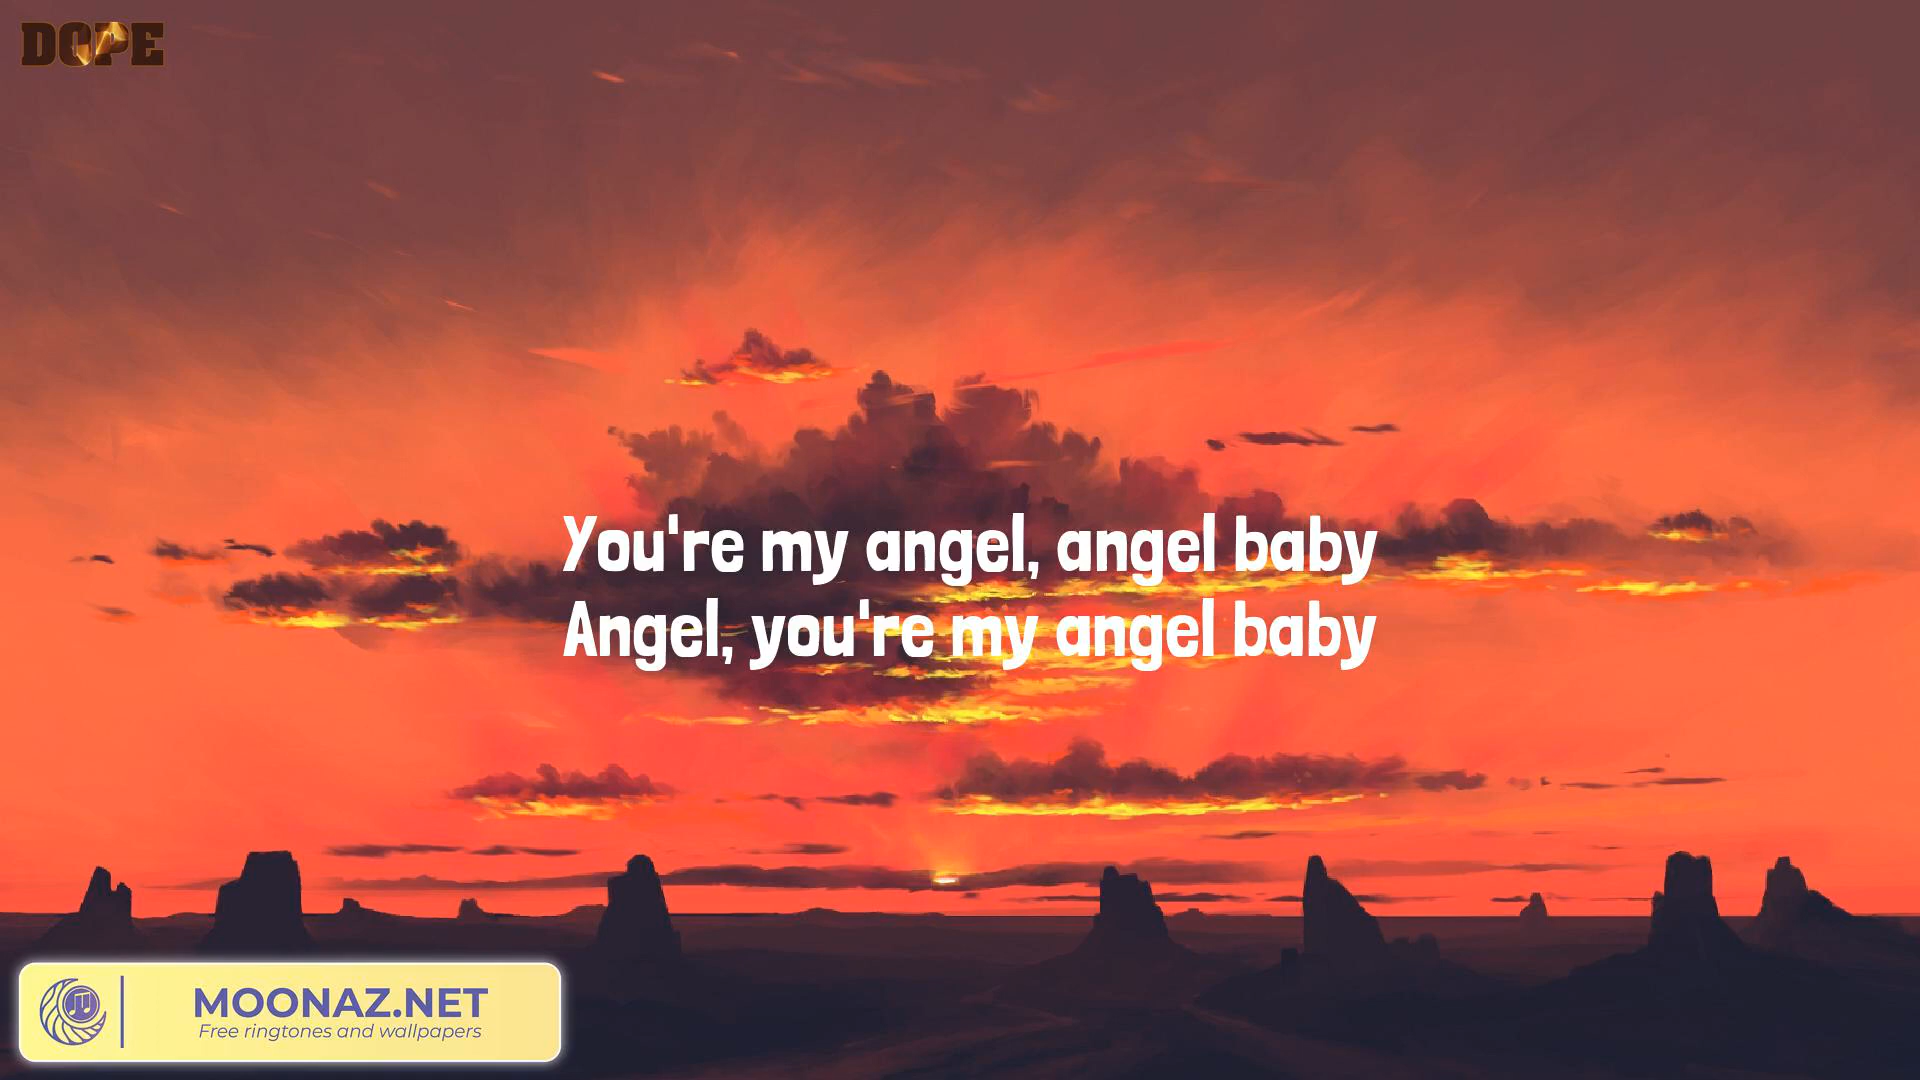 DOPE
You're my angel, angel baby
Angel, you're my angel baby
MOONAZ.NET
Free ringtones and wallpapers